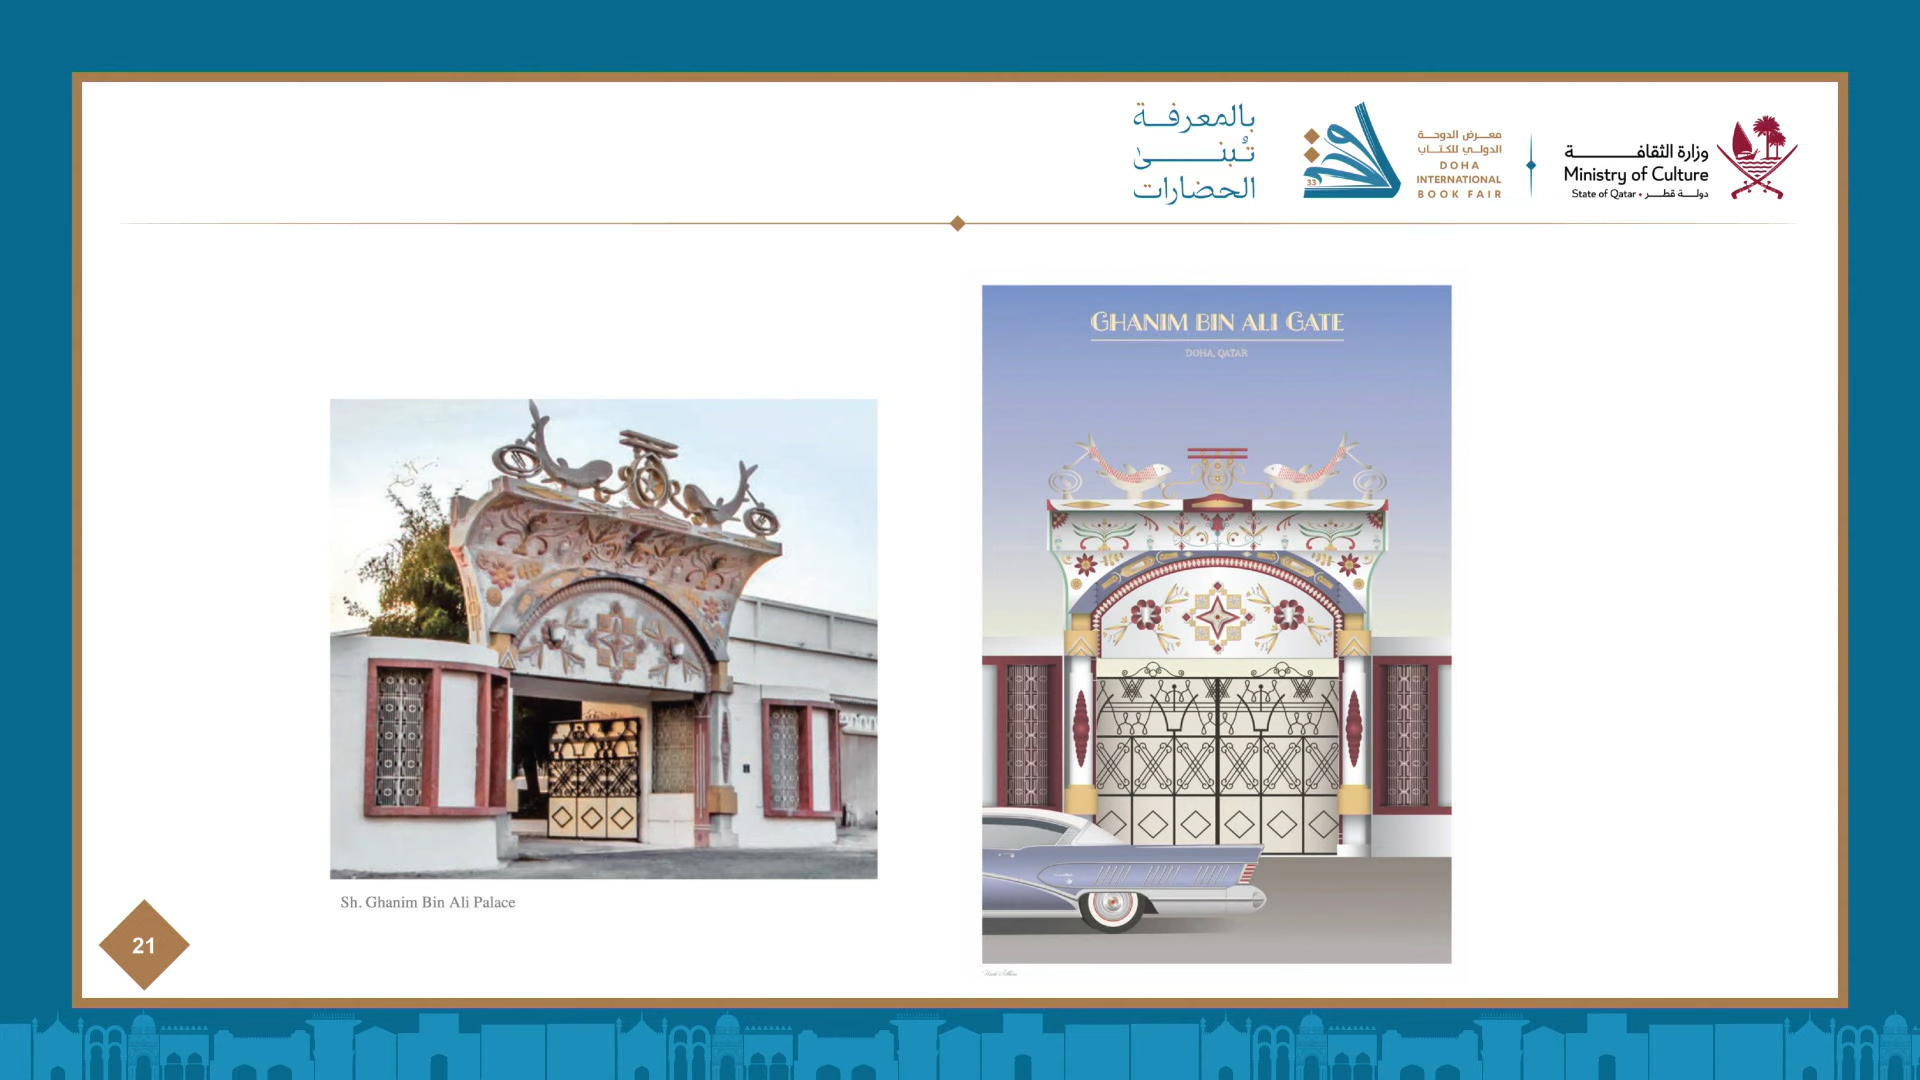 بالمعرفة
تُبنى
الحضارات
33
معرض الدوحة
الدولي للكتاب
DOHA
INTERNATIONAL
BOOK FAIR
وزارة الثقافة
Ministry of Culture
State of Qatar • دولة قطر
GHANIM BIN ALI GATE
DOHA, QATAR
Sh. Ghanim Bin Ali Palace
21